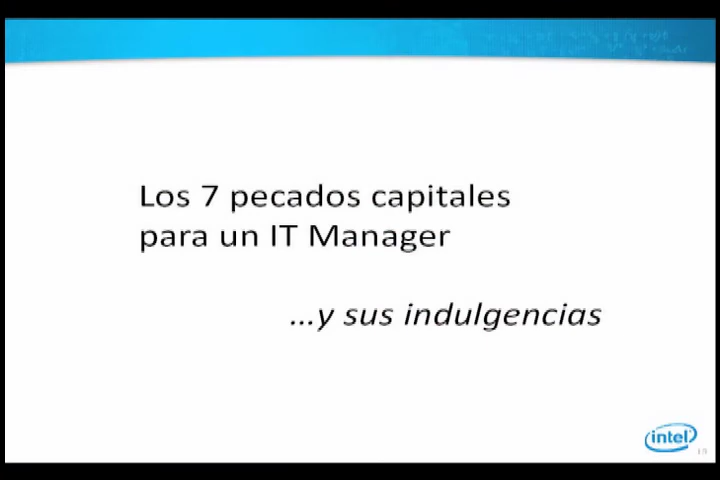 Los 7 pecados capitales
para un IT Manager
...y sus indulgencias
intel